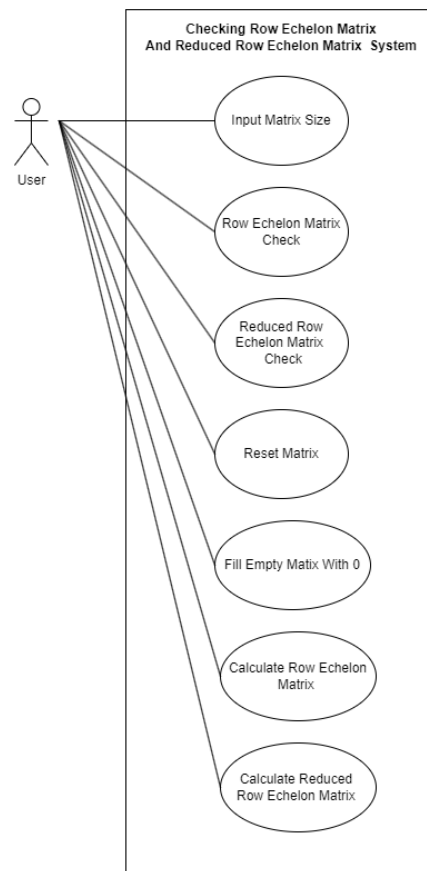 Checking Row Echelon Matrix
And Reduced Row Echelon Matrix System
Input Matrix Size
User
Row Echelon Matrix
Check
Reduced Row
Echelon Matrix
Check
Reset Matrix
Fill Empty Matix With 0
Calculate Row Echelon
Matrix
Calculate Reduced
Row Echelon Matrix